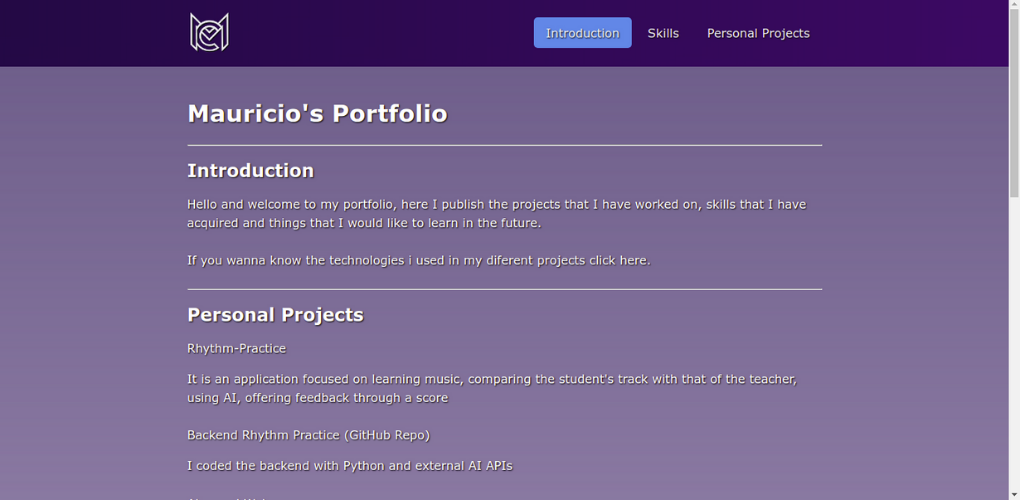 Introduction Skills Personal Projects
Mauricio's Portfolio
Introduction
Hello and welcome to my portfolio, here I publish the projects that I have worked on, skills that I have
acquired and things that I would like to learn in the future.
If you wanna know the technologies i used in my diferent projects click here.
Personal Projects
Rhythm-Practice
It is an application focused on learning music, comparing the student's track with that of the teacher,
using AI, offering feedback through a score
Backend Rhythm Practice (GitHub Repo)
I coded the backend with Python and external AI APIs